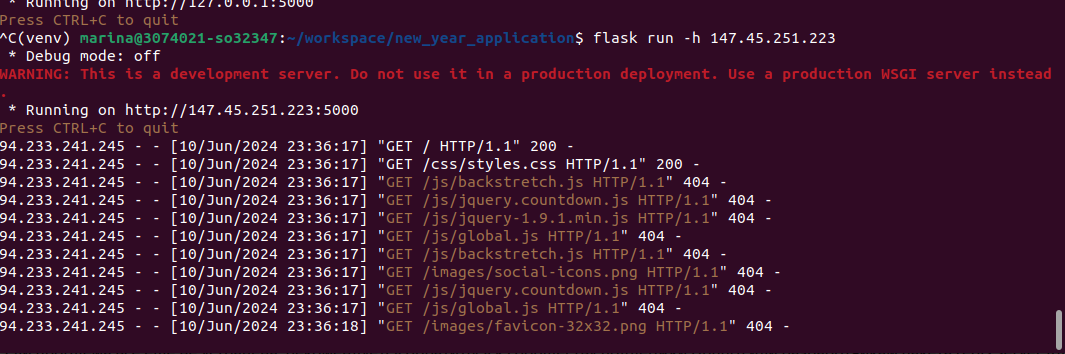 * Running on http://127.0.0.1:5000
Press CTRL+C to quit
^C(venv) marina@3074021-so32347:~/workspace/new_year_application$ flask run -h 147.45.251.223
 * Debug mode: off
WARNING: This is a development server. Do not use it in a production deployment. Use a production WSGI server instead
.
 * Running on http://147.45.251.223:5000
Press CTRL+C to quit
94.233.241.245 - - [10/Jun/2024 23:36:17] "GET / HTTP/1.1" 200 -
94.233.241.245 - - [10/Jun/2024 23:36:17] "GET /css/styles.css HTTP/1.1" 200 -
94.233.241.245 - - [10/Jun/2024 23:36:17] "GET /js/backstretch.js HTTP/1.1" 404 -
94.233.241.245 - - [10/Jun/2024 23:36:17] "GET /js/jquery.countdown.js HTTP/1.1" 404 -
94.233.241.245 - - [10/Jun/2024 23:36:17] "GET /js/jquery-1.9.1.min.js HTTP/1.1" 404 -
94.233.241.245 - - [10/Jun/2024 23:36:17] "GET /js/global.js HTTP/1.1" 404 -
94.233.241.245 - - [10/Jun/2024 23:36:17] "GET /js/backstretch.js HTTP/1.1" 404 -
94.233.241.245 - - [10/Jun/2024 23:36:17] "GET /images/social-icons.png HTTP/1.1" 404 -
94.233.241.245 - - [10/Jun/2024 23:36:17] "GET /js/jquery.countdown.js HTTP/1.1" 404 -
94.233.241.245 - - [10/Jun/2024 23:36:17] "GET /js/global.js HTTP/1.1" 404 -
94.233.241.245 - - [10/Jun/2024 23:36:18] "GET /images/favicon-32x32.png HTTP/1.1" 404 -